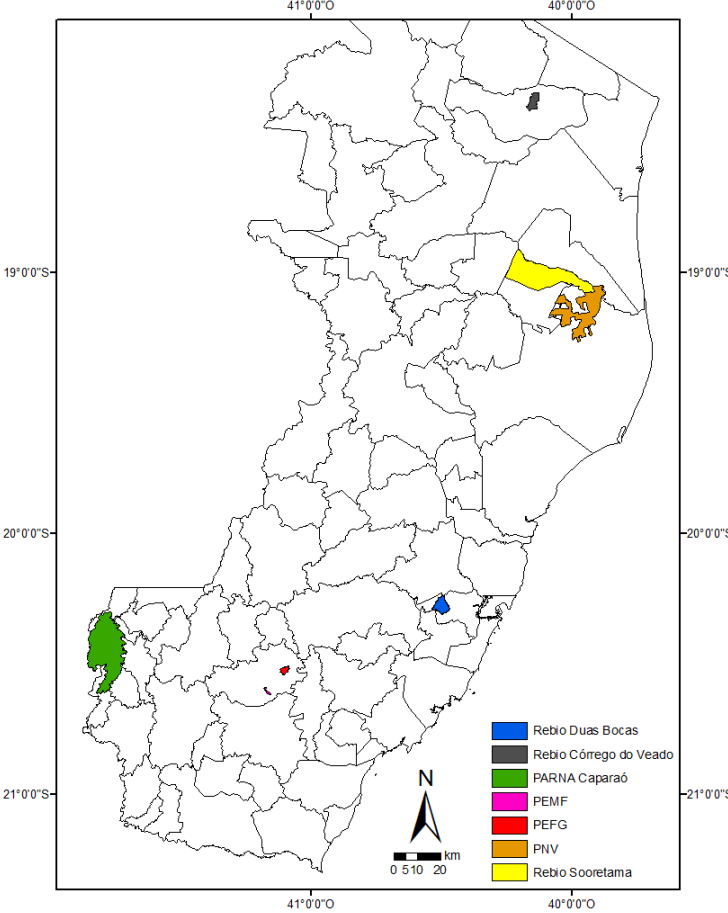 41°0'0"O 40°0'0"O
19°0'0"S 19°0'0"S
20°0'0"S 20°0'0"S
Rebio Duas Bocas
Rebio Córrego do Veado
N
PARNA Caparaó
21°0'0"S 21°0'0"S
PEMF
PEFG
PNV
km
0 510 20
Rebio Sooretama
41°0'0"O 40°0'0"O